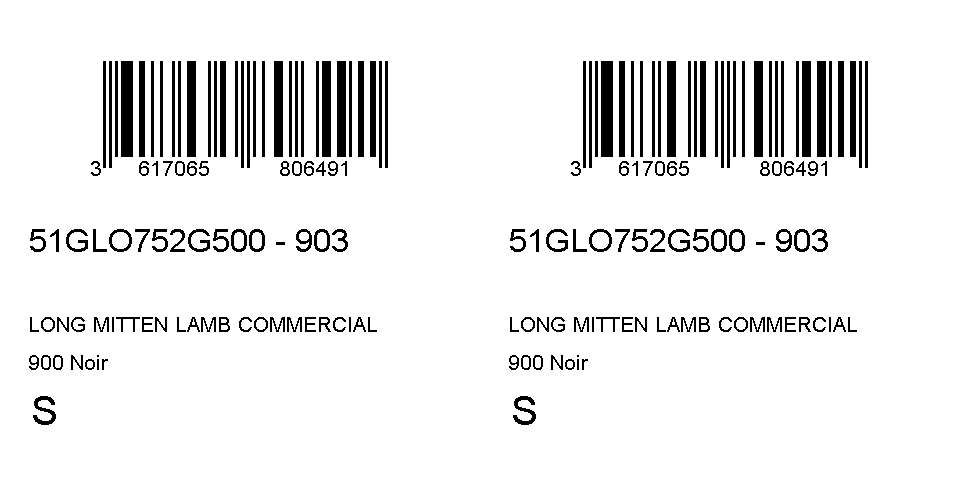 3 617065 806491
51GLO752G500 - 903
LONG MITTEN LAMB COMMERCIAL
900 Noir
S
3 617065 806491
51GLO752G500 - 903
LONG MITTEN LAMB COMMERCIAL
900 Noir
S